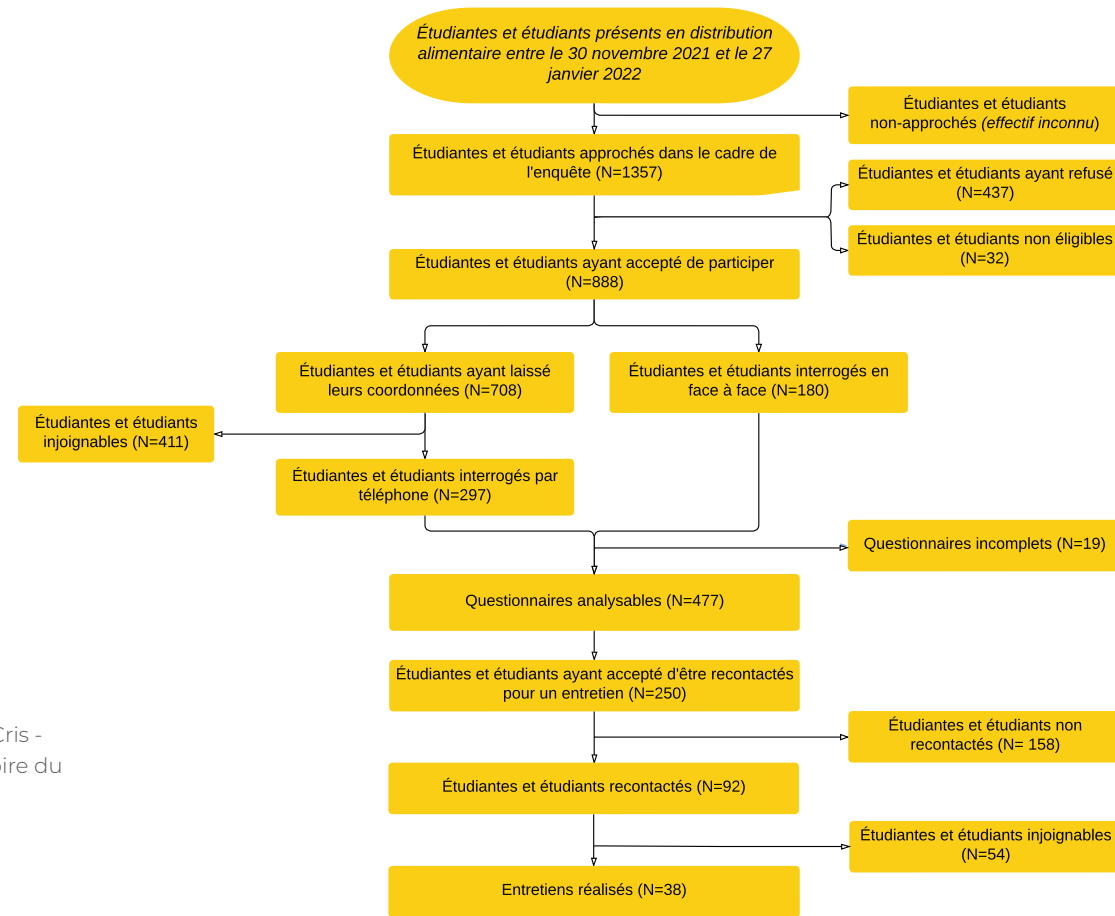 Étudiantes et étudiants présents en distribution
alimentaire entre le 30 novembre 2021 et le 27
janvier 2022
Étudiantes et étudiants
non-approchés (effectif inconnu)
Étudiantes et étudiants approchés dans le cadre de
l'enquête (N=1357)
Étudiantes et étudiants ayant refusé
(N=437)
Étudiantes et étudiants non éligibles
(N=32)
Étudiantes et étudiants ayant accepté de participer
(N=888)
Étudiantes et étudiants ayant laissé
leurs coordonnées (N=708)
Étudiantes et étudiants interrogés en
face à face (N=180)
Étudiantes et étudiants
injoignables (N=411)
Étudiantes et étudiants interrogés par
téléphone (N=297)
Questionnaires incomplets (N=19)
Questionnaires analysables (N=477)
Étudiantes et étudiants ayant accepté d'être recontactés
pour un entretien (N=250)
Étudiantes et étudiants non
recontactés (N= 158)
Cris -
oire du
Étudiantes et étudiants recontactés (N=92)
Étudiantes et étudiants injoignables
(N=54)
Entretiens réalisés (N=38)